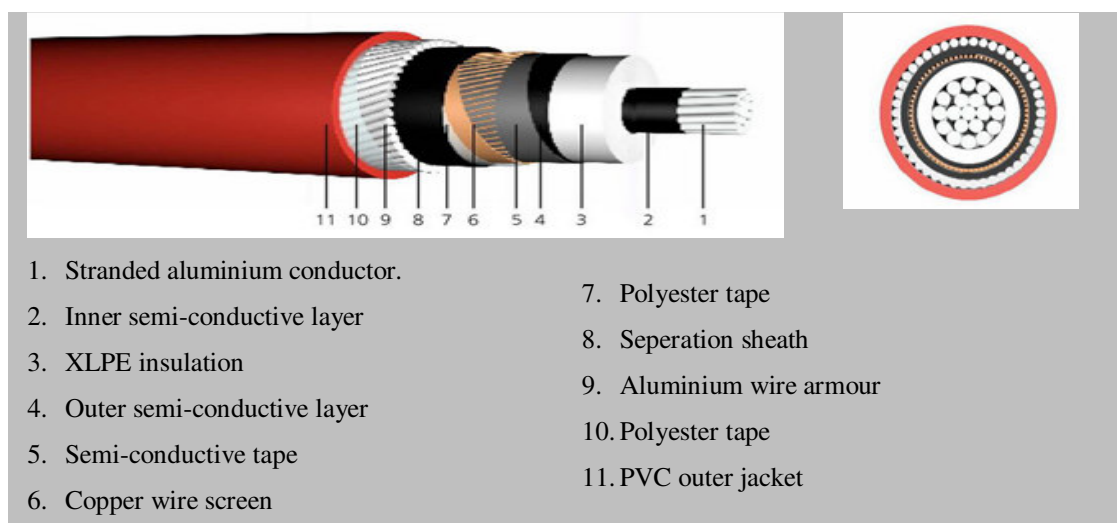 11 10 9 8 7 6 5 4 3 2 1
1. Stranded aluminium conductor.
2. Inner semi-conductive layer
3. XLPE insulation
4. Outer semi-conductive layer
5. Semi-conductive tape
6. Copper wire screen
7. Polyester tape
8. Seperation sheath
9. Aluminium wire armour
10. Polyester tape
11. PVC outer jacket